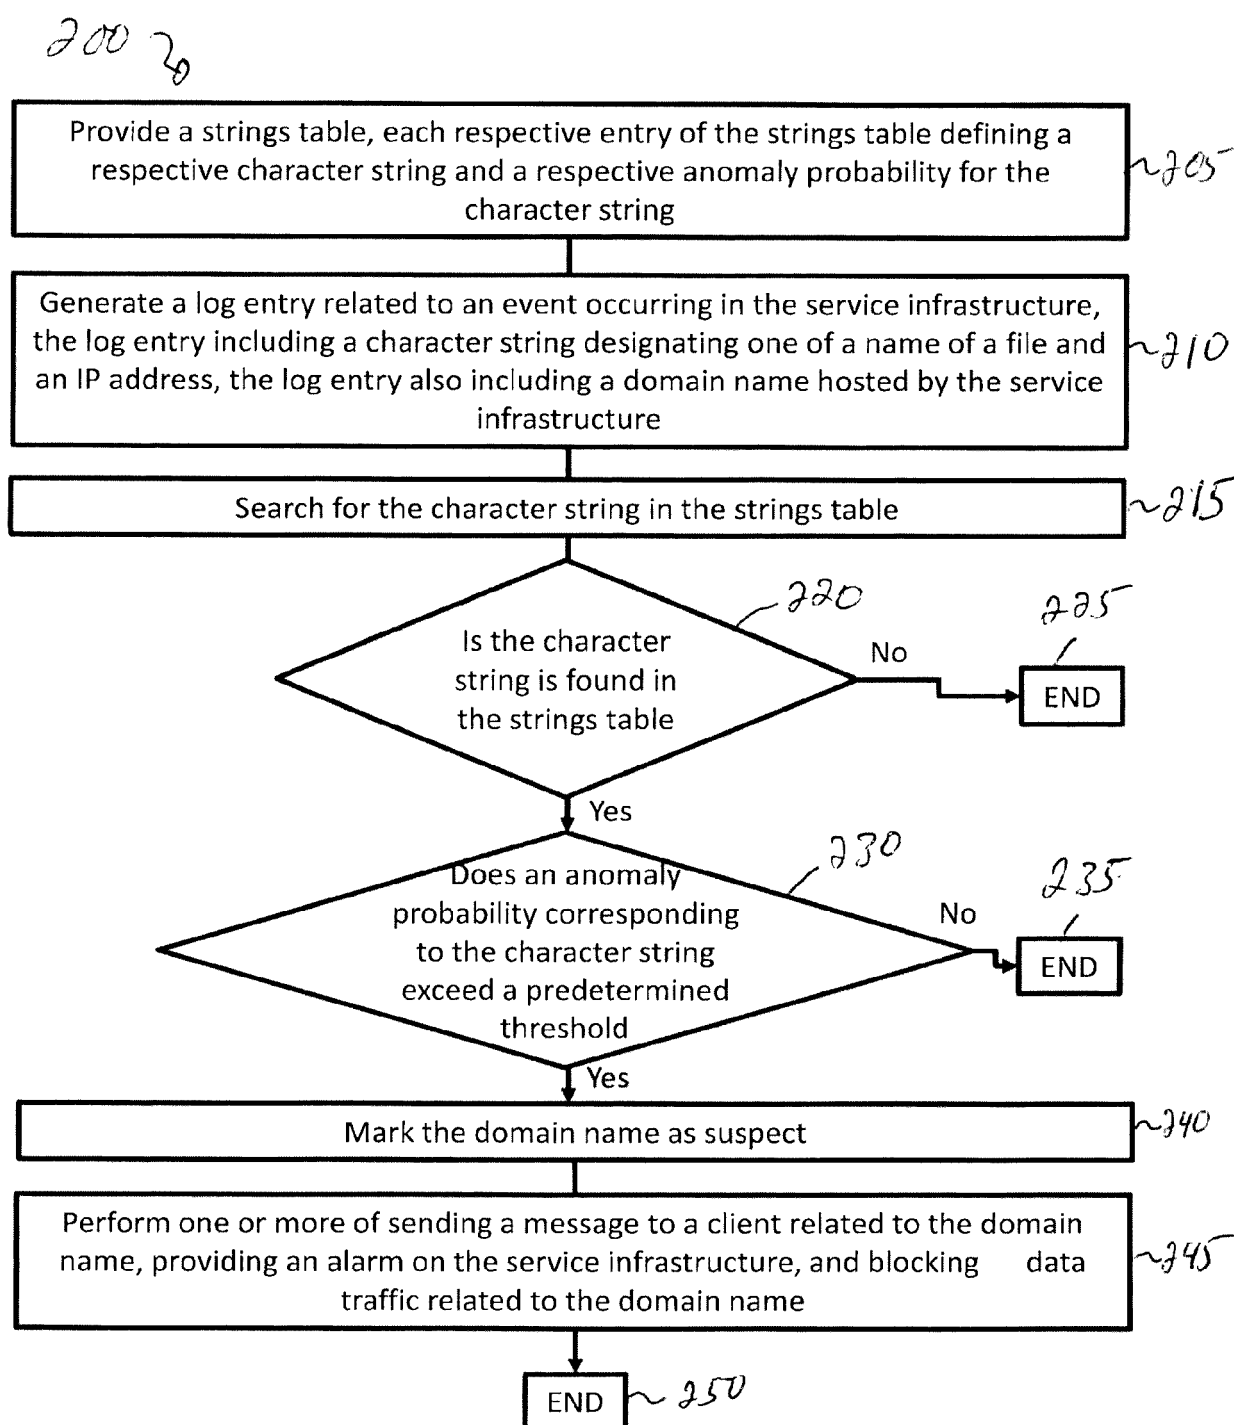 200
Provide a strings table, each respective entry of the strings table defining a
respective character string and a respective anomaly probability for the
character string
~205
Generate a log entry related to an event occurring in the service infrastructure,
the log entry including a character string designating one of a name of a file and
an IP address, the log entry also including a domain name hosted by the service
infrastructure
~210
Search for the character string in the strings table
~215
Is the character
string is found in
the strings table
220
No
225
END
Yes
Does an anomaly
probability corresponding
to the character string
exceed a predetermined
threshold
230
No
235
END
Yes
Mark the domain name as suspect
~240
Perform one or more of sending a message to a client related to the domain
name, providing an alarm on the service infrastructure, and blocking data
traffic related to the domain name
~245
END
~250